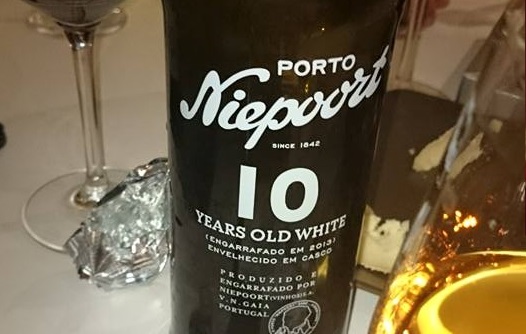 PORTO
Niepoort
SINCE 1842
10
YEARS OLD WHITE
(ENGARRAFADO EM 2013)
ENVELHECIDO EM CASCO
PRODUZIDO E
ENGARRAFADO POR
NIEPOORT(VINHOS)S.A.
V·N·GAIA
PORTUGAL